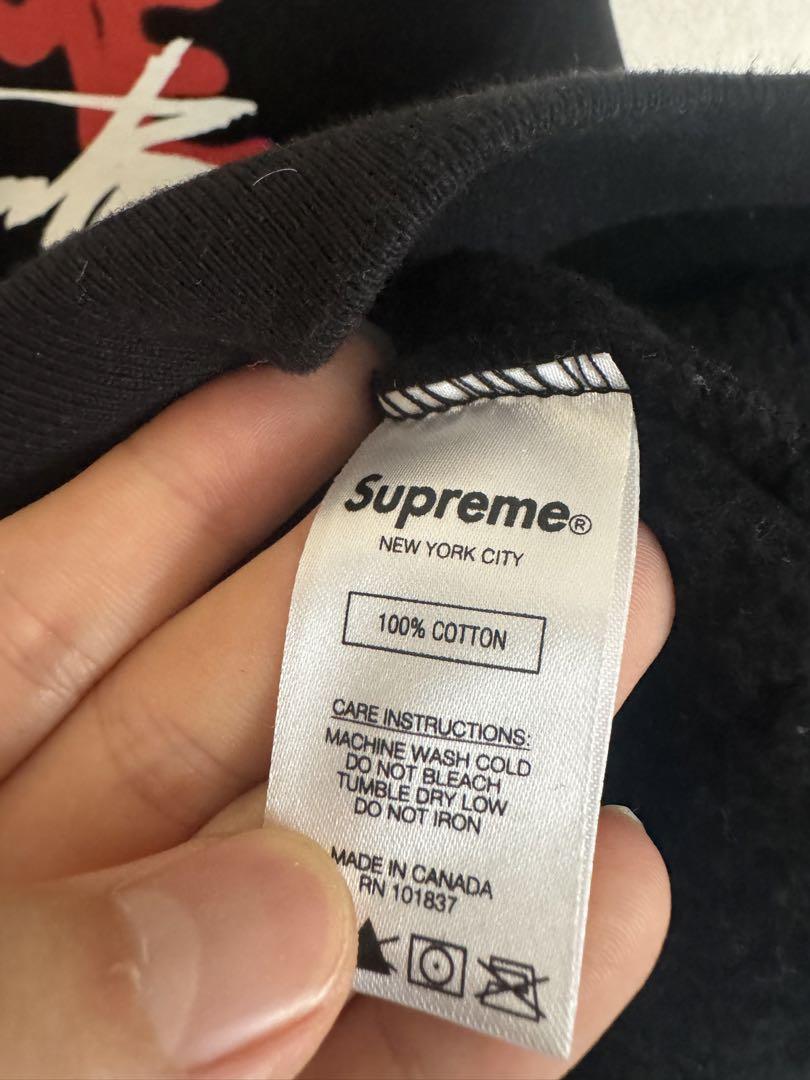 Supreme®
NEW YORK CITY
100% COTTON
CARE INSTRUCTIONS:
MACHINE WASH COLD
DO NOT BLEACH
TUMBLE DRY LOW
DO NOT IRON
MADE IN CANADA
RN 101837